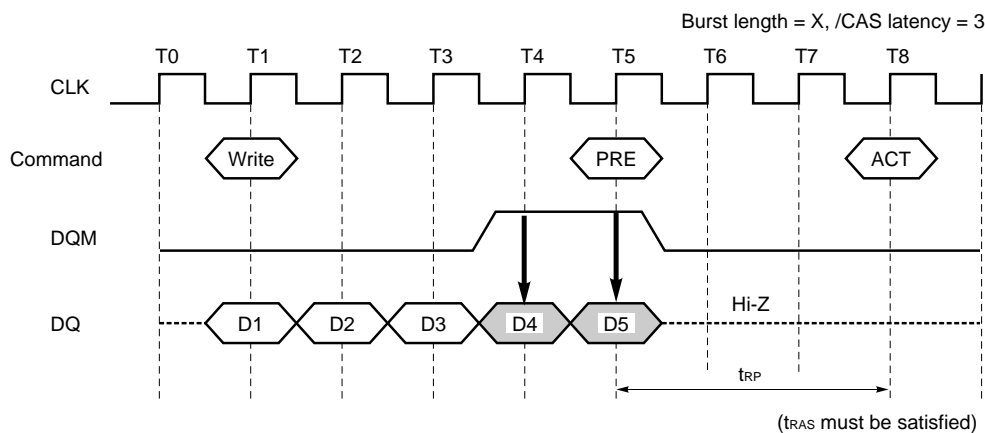 Burst length = X, /CAS latency = 3
T0 T1 T2 T3 T4 T5 T6 T7 T8
CLK
Command Write PRE ACT
DQM
Hi-Z
DQ D1 D2 D3 D4 D5
tRP
(tRAS must be satisfied)